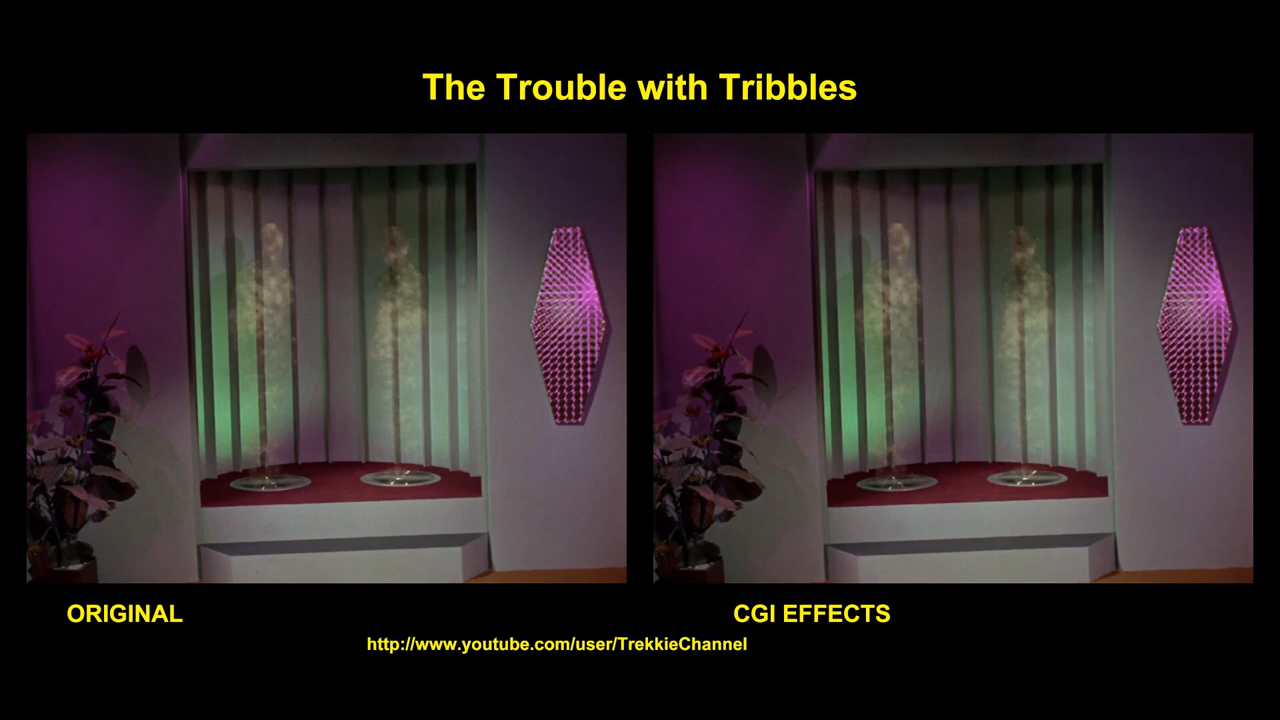 The Trouble with Tribbles
ORIGINAL
CGI EFFECTS
http://www.youtube.com/user/TrekkieChannel